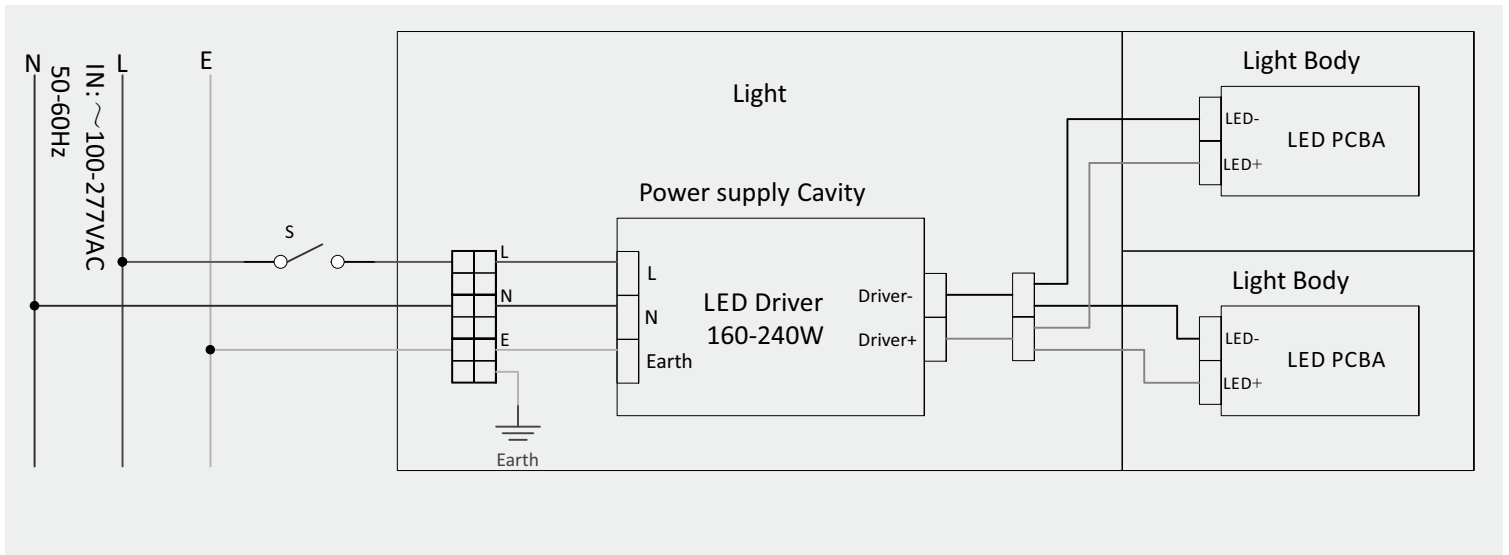 N
L
E
IN: ～100-277VAC
50-60Hz
S
Light
Power supply Cavity
L
N
E
Earth
L
N
Earth
LED Driver
160-240W
Driver-
Driver+
Light Body
LED-
LED+
LED PCBA
Light Body
LED-
LED+
LED PCBA